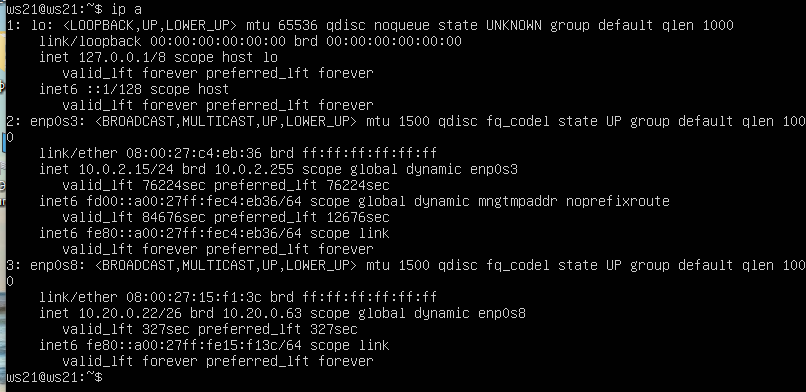 ws21@ws21:~$ ip a
1: lo: <LOOPBACK,UP,LOWER_UP> mtu 65536 qdisc noqueue state UNKNOWN group default qlen 1000
    link/loopback 00:00:00:00:00:00 brd 00:00:00:00:00:00
    inet 127.0.0.1/8 scope host lo
       valid_lft forever preferred_lft forever
    inet6 ::1/128 scope host
       valid_lft forever preferred_lft forever
2: enp0s3: <BROADCAST,MULTICAST,UP,LOWER_UP> mtu 1500 qdisc fq_codel state UP group default qlen 100
0
    link/ether 08:00:27:c4:eb:36 brd ff:ff:ff:ff:ff:ff
    inet 10.0.2.15/24 brd 10.0.2.255 scope global dynamic enp0s3
       valid_lft 76224sec preferred_lft 76224sec
    inet6 fd00::a00:27ff:fec4:eb36/64 scope global dynamic mngtmpaddr noprefixroute
       valid_lft 84676sec preferred_lft 12676sec
    inet6 fe80::a00:27ff:fec4:eb36/64 scope link
       valid_lft forever preferred_lft forever
3: enp0s8: <BROADCAST,MULTICAST,UP,LOWER_UP> mtu 1500 qdisc fq_codel state UP group default qlen 100
0
    link/ether 08:00:27:15:f1:3c brd ff:ff:ff:ff:ff:ff
    inet 10.20.0.22/26 brd 10.20.0.63 scope global dynamic enp0s8
       valid_lft 327sec preferred_lft 327sec
    inet6 fe80::a00:27ff:fe15:f13c/64 scope link
       valid_lft forever preferred_lft forever
ws21@ws21:~$